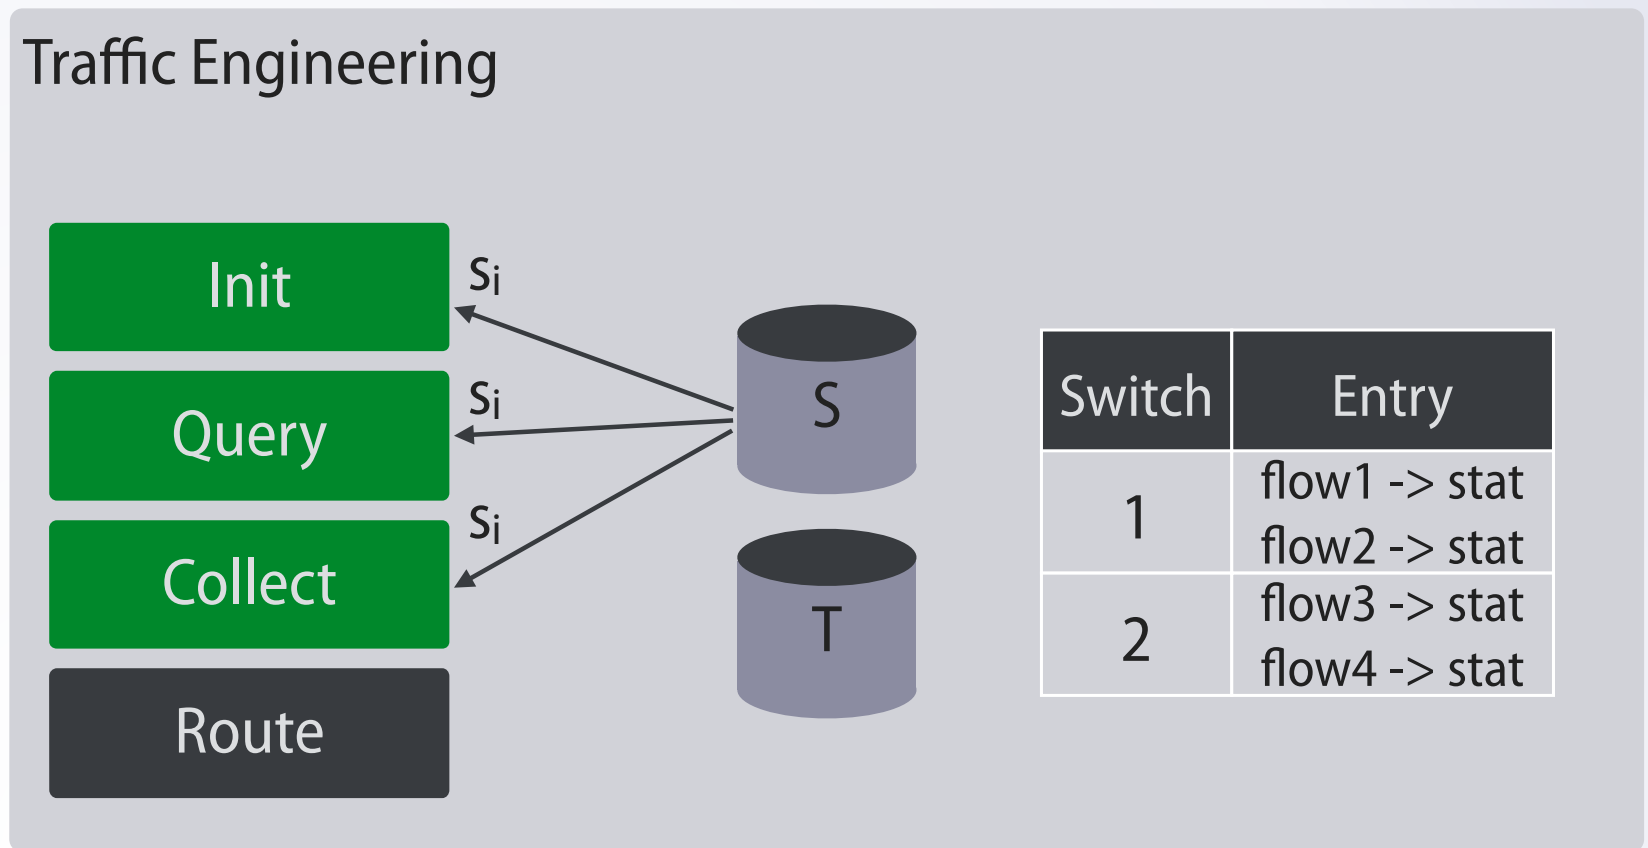 Traffic Engineering
Init
Query
Collect
Route
si
si
si
S
T
Switch Entry
1
flow1 -> stat
flow2 -> stat
2
flow3 -> stat
flow4 -> stat